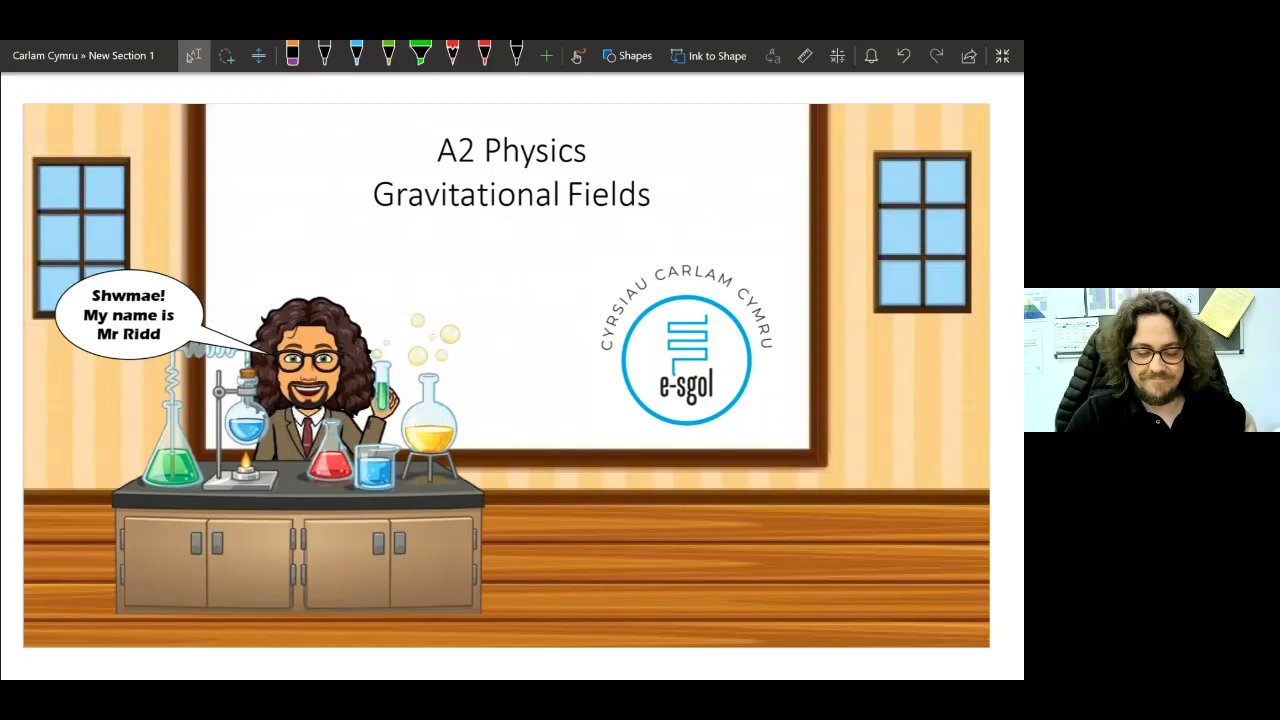 Carlam Cymru » New Section 1
Shapes
Ink to Shape
A2 Physics
Gravitational Fields
CYRSIAU CARLAM CYMRU
e-sgol
Shwmae!
My name is
Mr Ridd